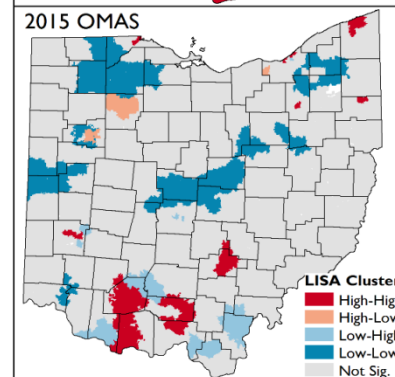 2015 OMAS
LISA Cluster
High-Hig
High-Low
Low-High
Low-Low
Not Sig.